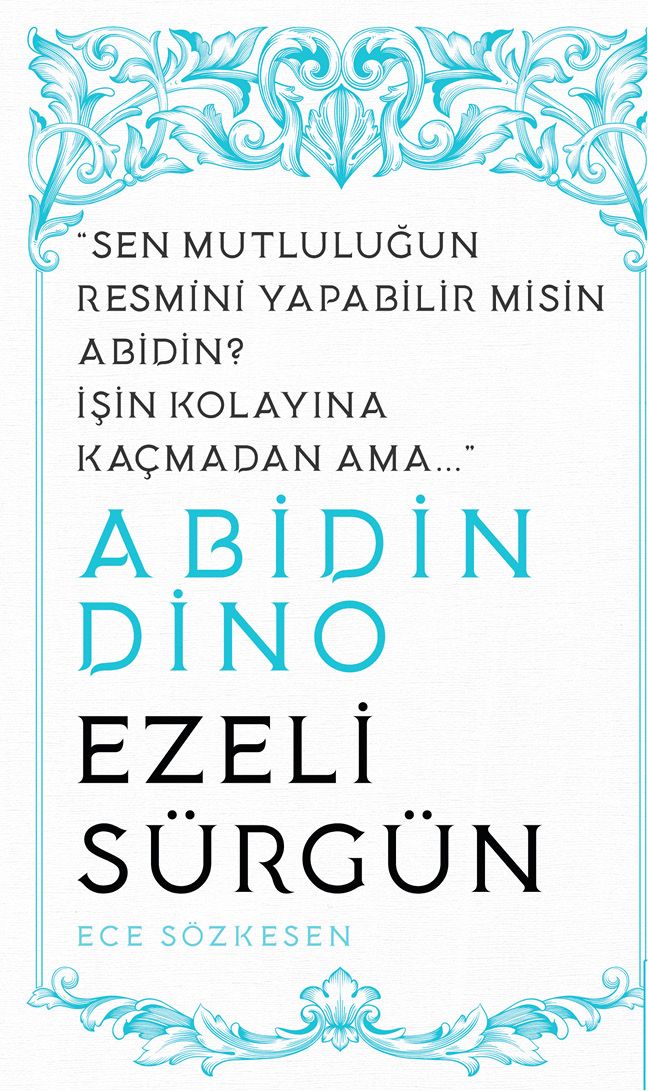 “SEN MUTLULUĞUN
RESMİNİ YAPABİLİR MİSİN
ABİDİN?
İŞİN KOLAYINA
KAÇMADAN AMA...”
ABİDİN
DİNO
EZELİ
SÜRGÜN
ECE SÖZKESEN